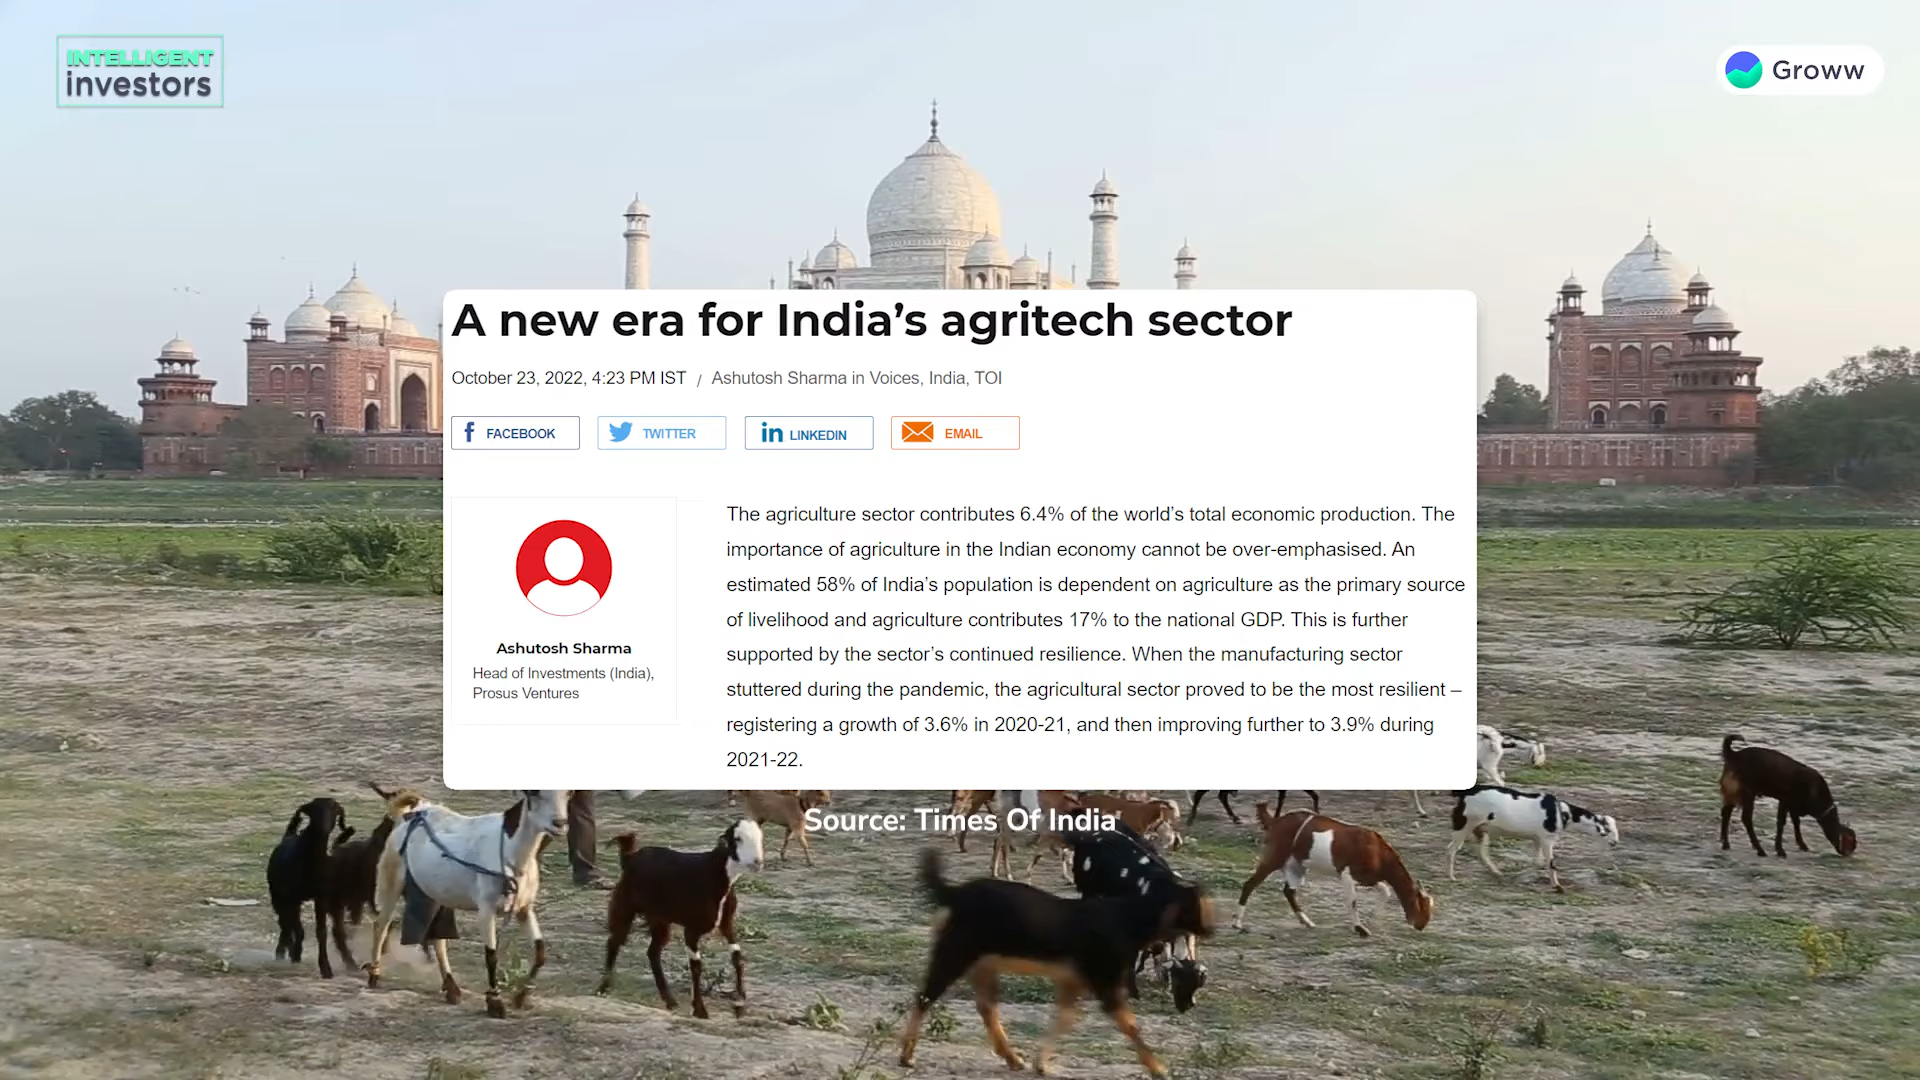 INTELLIGENT
investors
Groww
A new era for India’s agritech sector
October 23, 2022, 4:23 PM IST / Ashutosh Sharma in Voices, India, TOI
FACEBOOK TWITTER LINKEDIN EMAIL
The agriculture sector contributes 6.4% of the world’s total economic production. The
importance of agriculture in the Indian economy cannot be over-emphasised. An
estimated 58% of India’s population is dependent on agriculture as the primary source
of livelihood and agriculture contributes 17% to the national GDP. This is further
supported by the sector’s continued resilience. When the manufacturing sector
stuttered during the pandemic, the agricultural sector proved to be the most resilient –
registering a growth of 3.6% in 2020-21, and then improving further to 3.9% during
2021-22.
Ashutosh Sharma
Head of Investments (India),
Prosus Ventures
Source: Times Of India